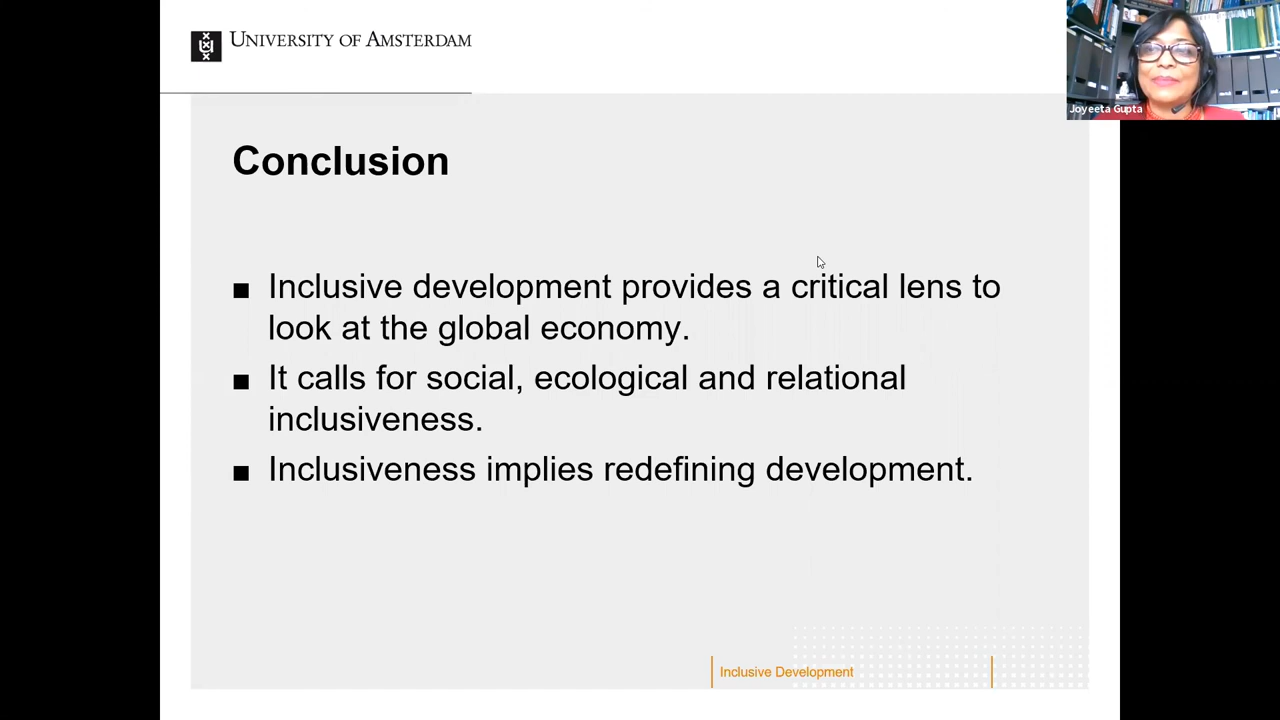 UNIVERSITY OF AMSTERDAM
Joyeeta Gupta
Conclusion
■ Inclusive development provides a critical lens to
look at the global economy.
■ It calls for social, ecological and relational
inclusiveness.
■ Inclusiveness implies redefining development.
Inclusive Development